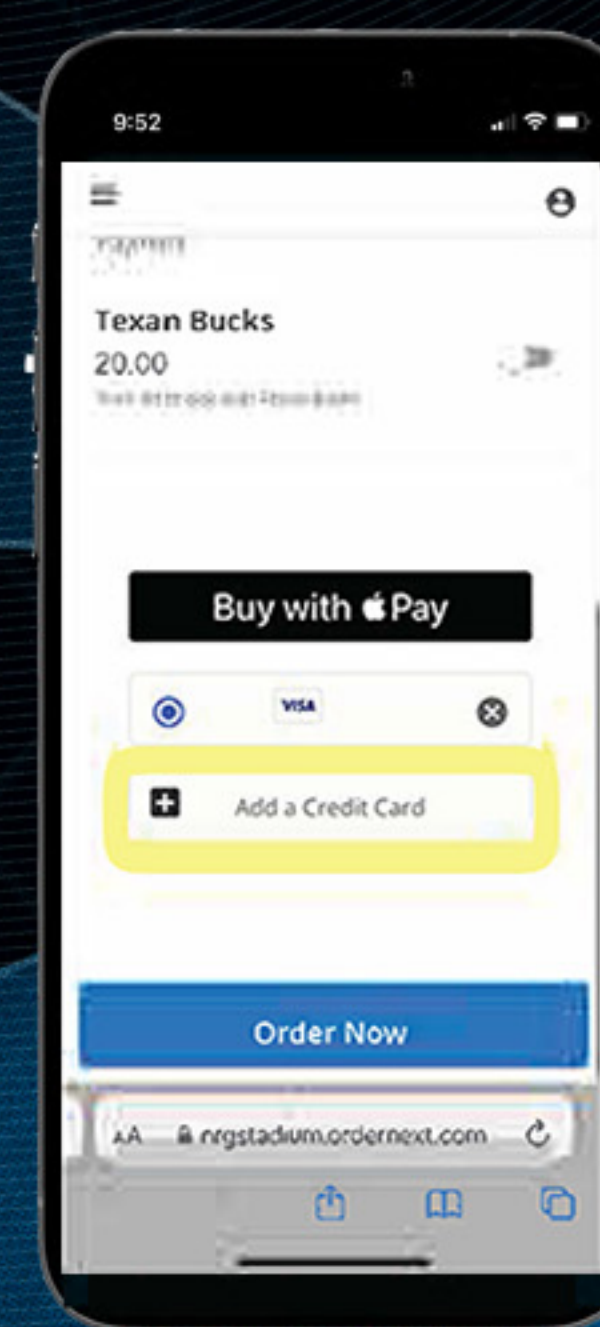 9:52
Payment
Texan Bucks
20.00
Buy with Pay
VISA
Add a Credit Card
Order Now
AA nrgstadium.ordernext.com